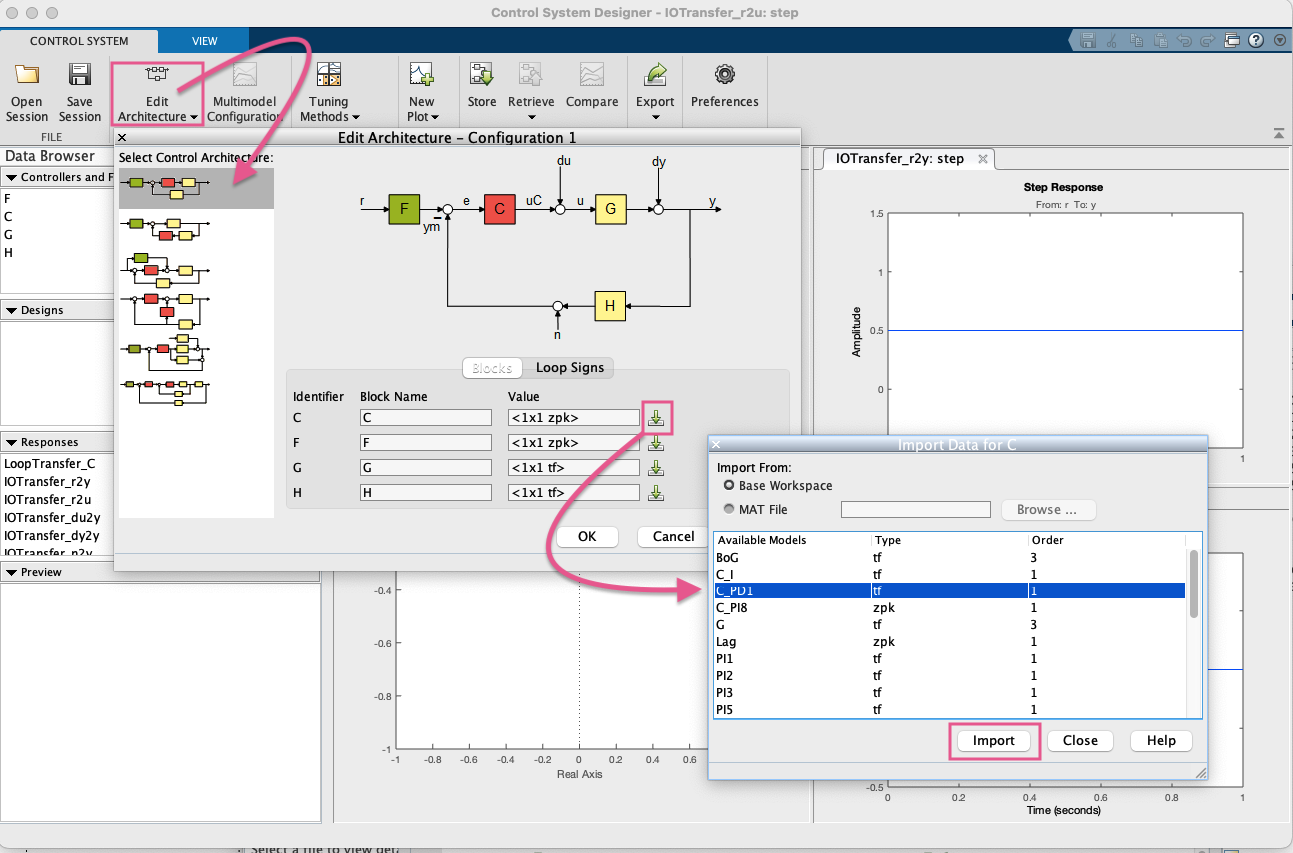 Control System Designer - IOTransfer_r2u: step
CONTROL SYSTEM
VIEW
Open Session
Save Session
Edit Architecture
Multimodel Configuration
Tuning Methods
New Plot
Store
Retrieve
Compare
Export
Preferences
FILE
Data Browser
Controllers and F
F
C
G
H
Designs
Responses
LoopTransfer_C
IOTransfer_r2y
IOTransfer_r2u
IOTransfer_du2y
IOTransfer_dy2y
IOTransfer_n2y
Preview
Edit Architecture - Configuration 1
Select Control Architecture:
du
dy
r
F
e
C
uC
u
G
y
ym
H
n
Blocks
Loop Signs
Identifier Block Name Value
C C <1x1 zpk>
F F <1x1 zpk>
G G <1x1 tf>
H H <1x1 tf>
OK
Cancel
IOTransfer_r2y: step
Step Response
From: r To: y
1.5
1
0.5
0
Amplitude
1
Import Data for C
Import From:
Base Workspace
MAT File
Browse ...
Available Models Type Order
BoG tf 3
C_I tf 1
C_PD1 tf 1
C_PI8 zpk 1
G tf 3
Lag zpk 1
PI1 tf 1
PI2 tf 1
PI3 tf 1
PI5 tf 1
Import
Close
Help
-0.4
-0.6
-0.8
-1
-1 -0.8 -0.6 -0.4 -0.2 0 0.2 0.4 0.6
Real Axis
-0.5
0 0.2 0.4 0.6 0.8 1
Time (seconds)